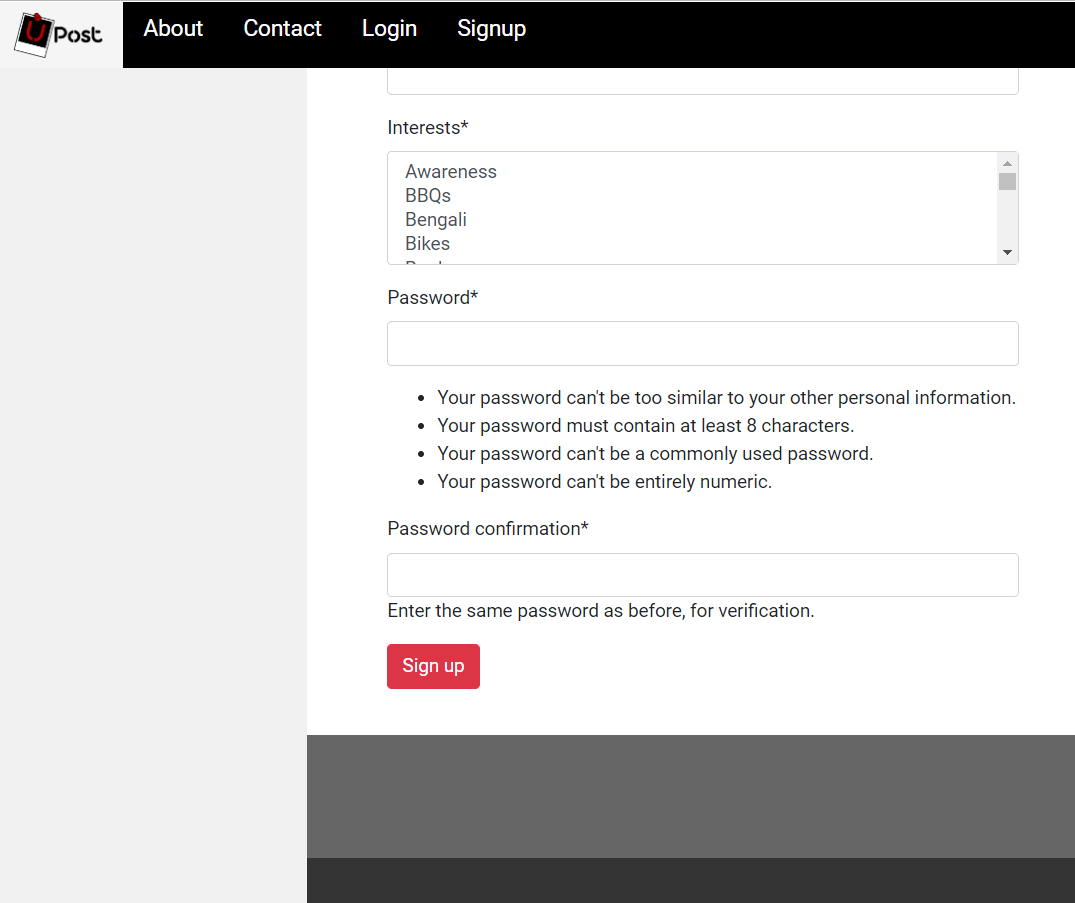 UPost About Contact Login Signup
Interests*
Awareness
BBQs
Bengali
Bikes
Password*
Your password can't be too similar to your other personal information.
Your password must contain at least 8 characters.
Your password can't be a commonly used password.
Your password can't be entirely numeric.
Password confirmation*
Enter the same password as before, for verification.
Sign up